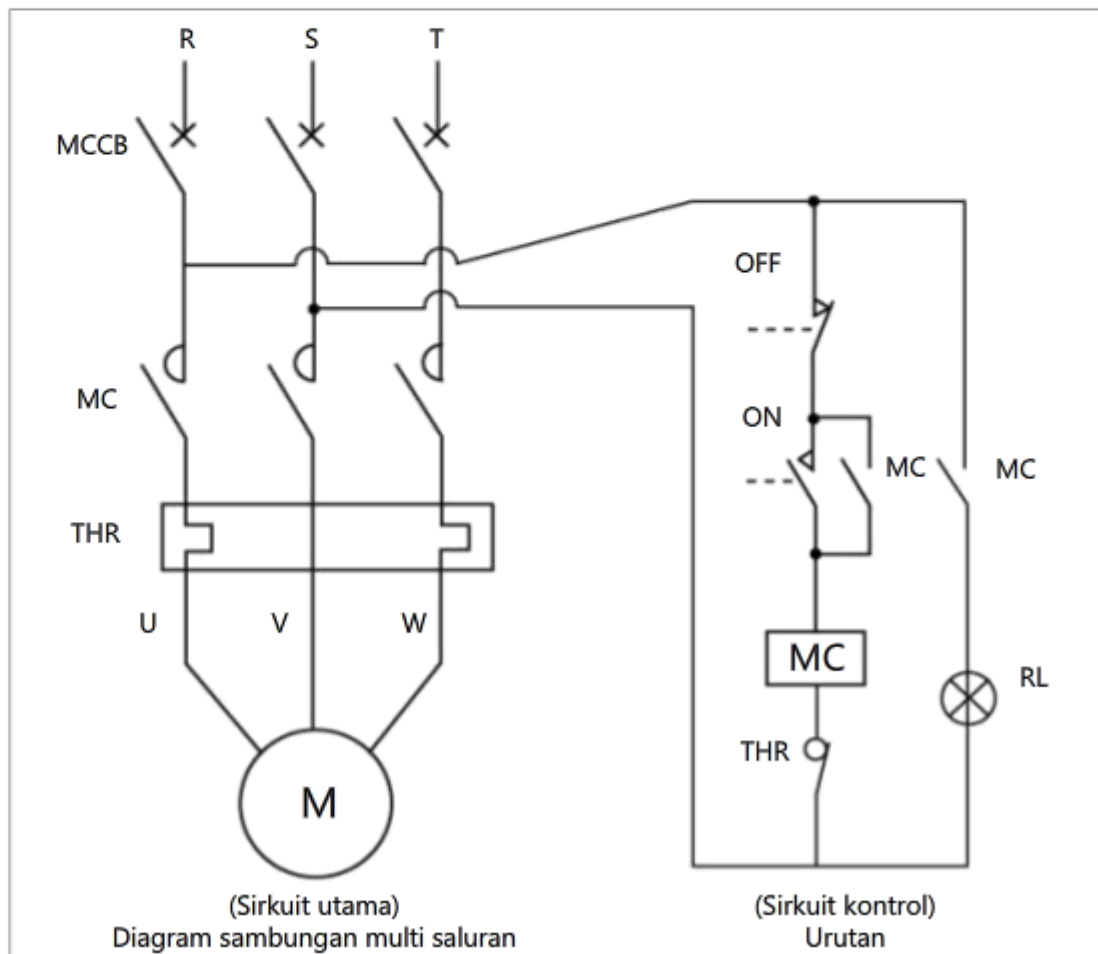 R S T
MCCB
OFF
MC
ON
MC
MC
THR
U V W
MC
RL
THR
M
(Sirkuit utama)
Diagram sambungan multi saluran
(Sirkuit kontrol)
Urutan